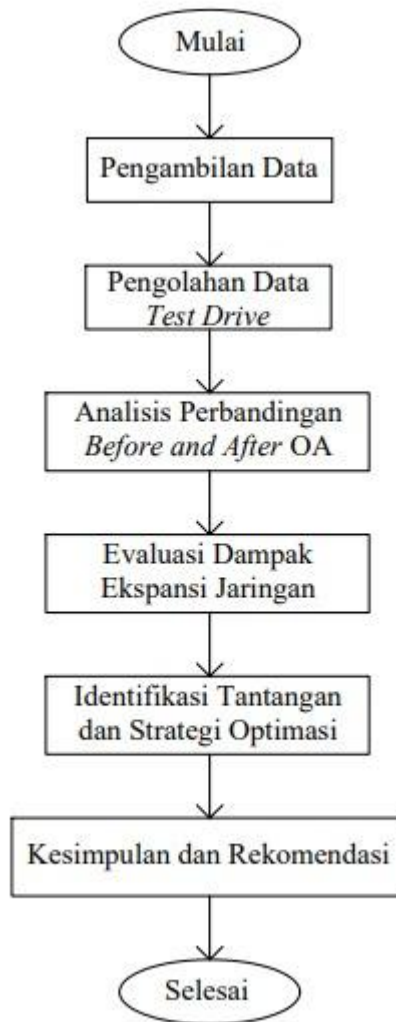 Mulai
Pengambilan Data
Pengolahan Data
Test Drive
Analisis Perbandingan
Before and After OA
Evaluasi Dampak
Ekspansi Jaringan
Identifikasi Tantangan
dan Strategi Optimasi
Kesimpulan dan Rekomendasi
Selesai